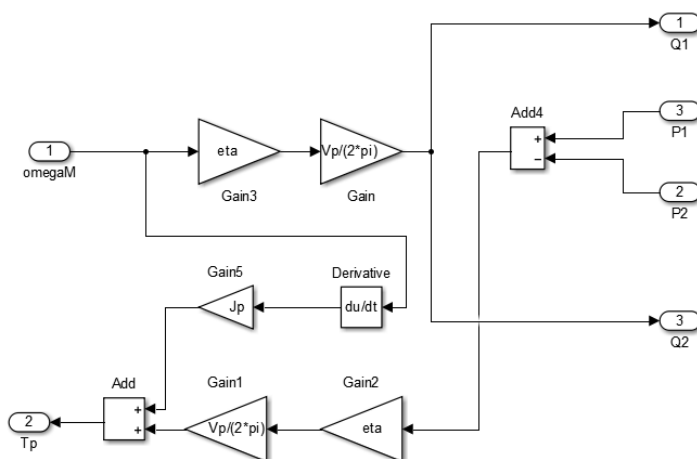 1
Q1
Add4
3
+
P1
1
eta
Vp/(2*pi)
−
omegaM
2
Gain3
Gain
P2
Gain5
Derivative
Jp
du/dt
3
Q2
Add
Gain1
Gain2
+
2
+
Vp/(2*pi)
eta
Tp